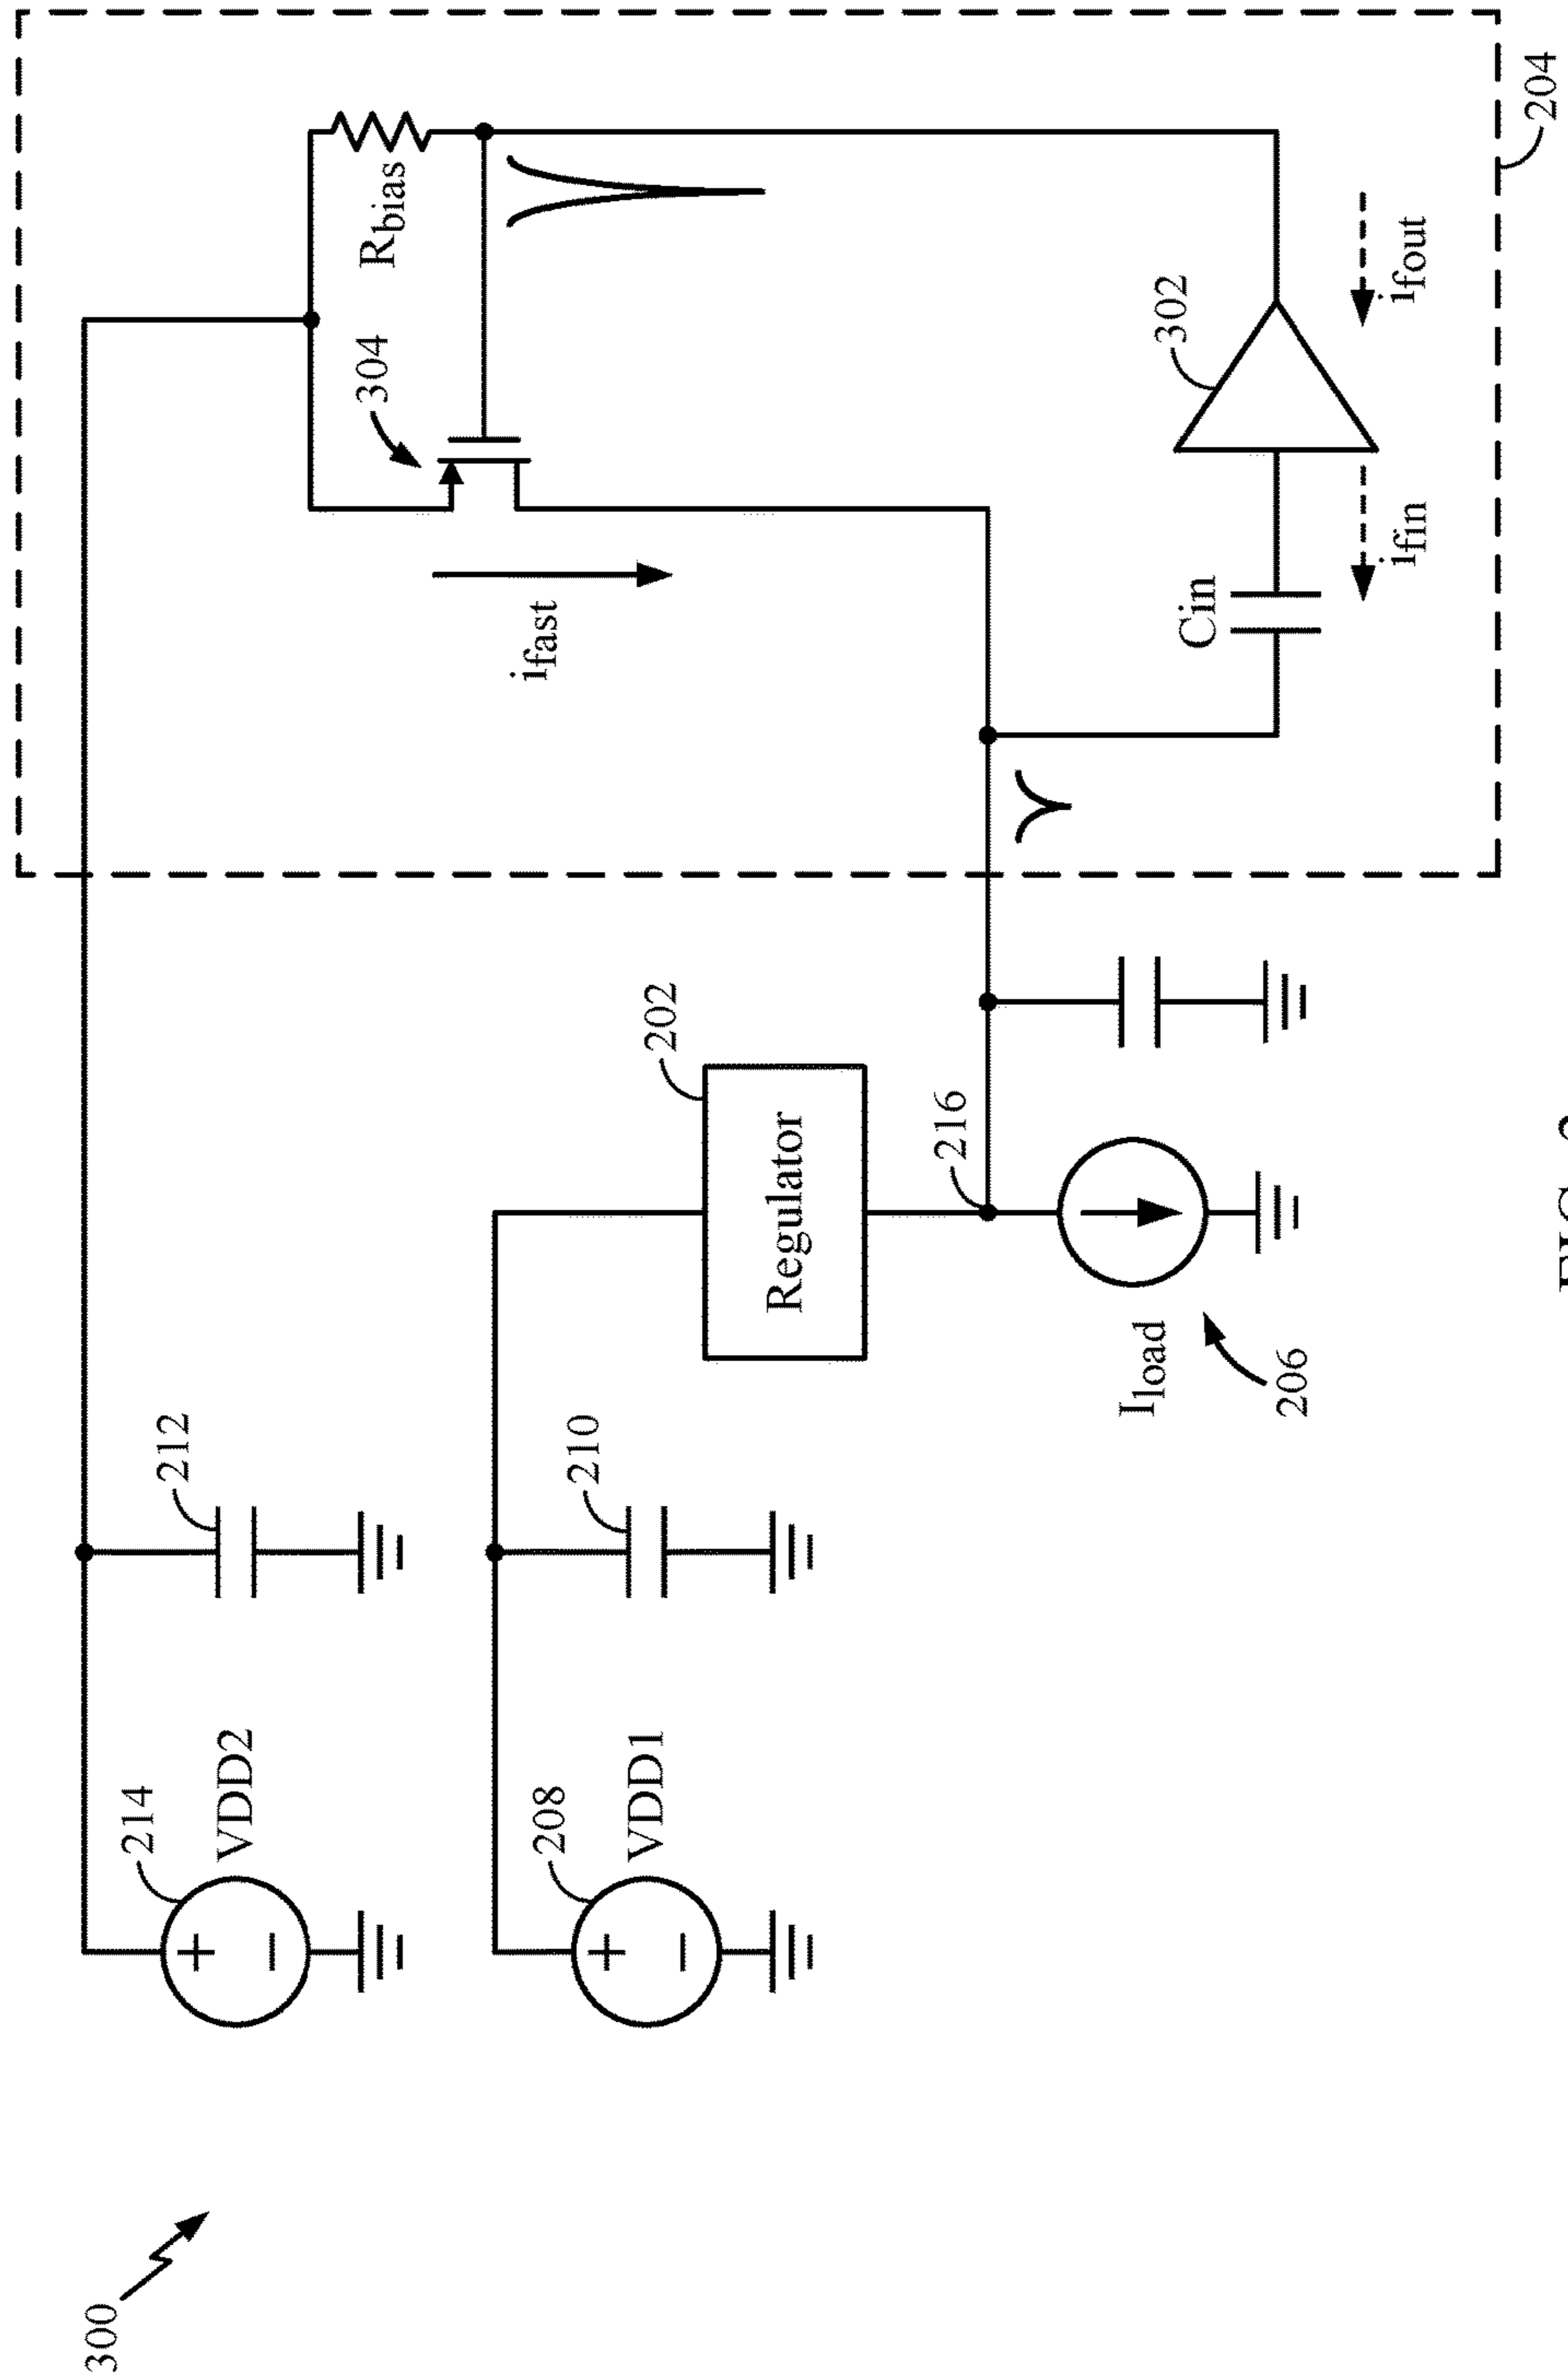 300
214
+
−
VDD2
212
208
+
−
VDD1
210
Regulator
202
216
Iload
206
ifast
304
Rbias
Cin
302
ifin
ifout
204